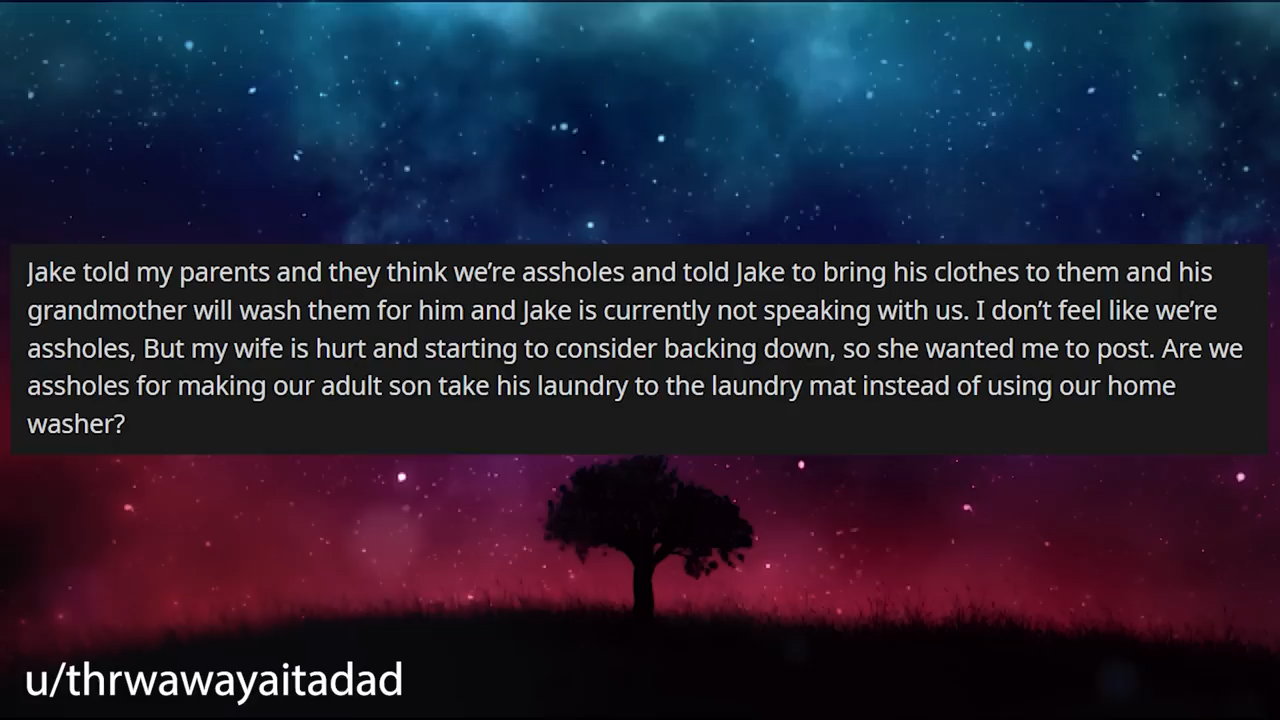 Jake told my parents and they think we’re assholes and told Jake to bring his clothes to them and his
grandmother will wash them for him and Jake is currently not speaking with us. I don’t feel like we’re
assholes, But my wife is hurt and starting to consider backing down, so she wanted me to post. Are we
assholes for making our adult son take his laundry to the laundry mat instead of using our home
washer?
u/thrwawayaitadad